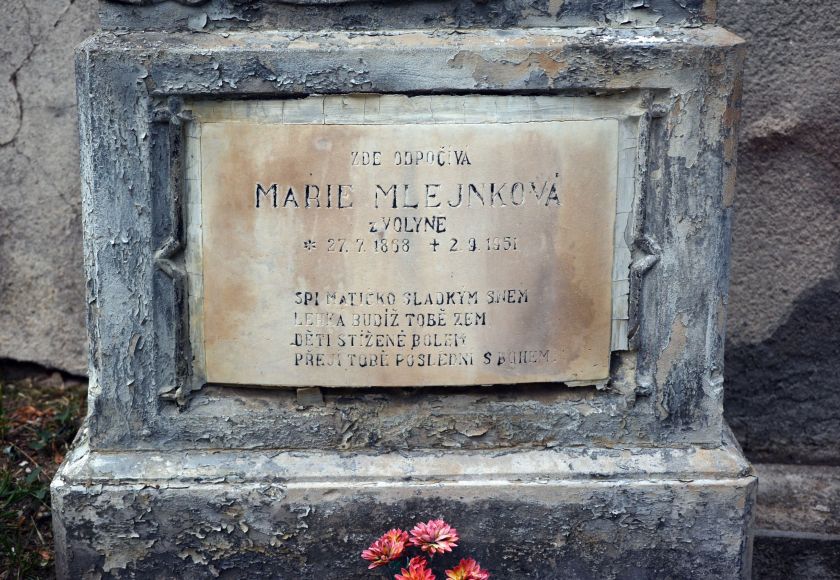 ZDE ODPOČÍVÁ
MARIE MLEJNKOVÁ
z VOLYNE
* 27. 7. 1868 + 2. 9. 1951
SPI MATIČKO SLADKÝM SNEM
LEHKA BUDIŽ TOBĚ ZEM
DĚTI STÍŽENÉ BOLEM
PŘEJÍ TOBĚ POSLEDNÍ S BOHEM.